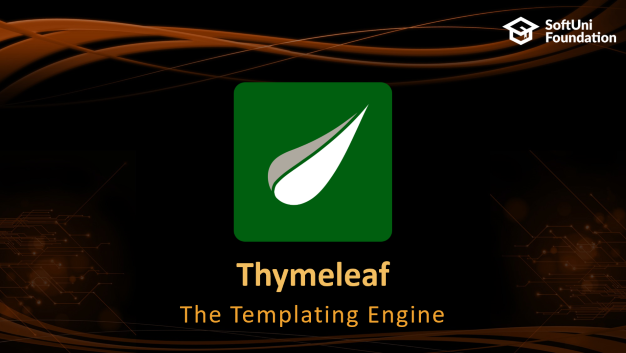 SoftUni
Foundation
Thymeleaf
The Templating Engine